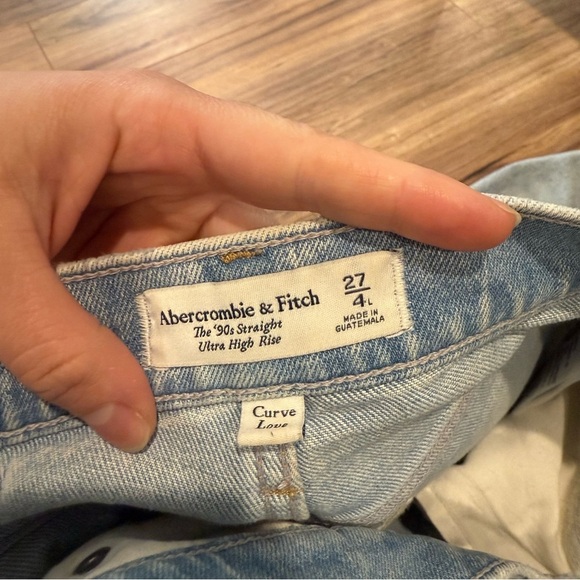 Abercrombie & Fitch
The '90s Straight
Ultra High Rise
27
4L
MADE IN
GUATEMALA
Curve
Love